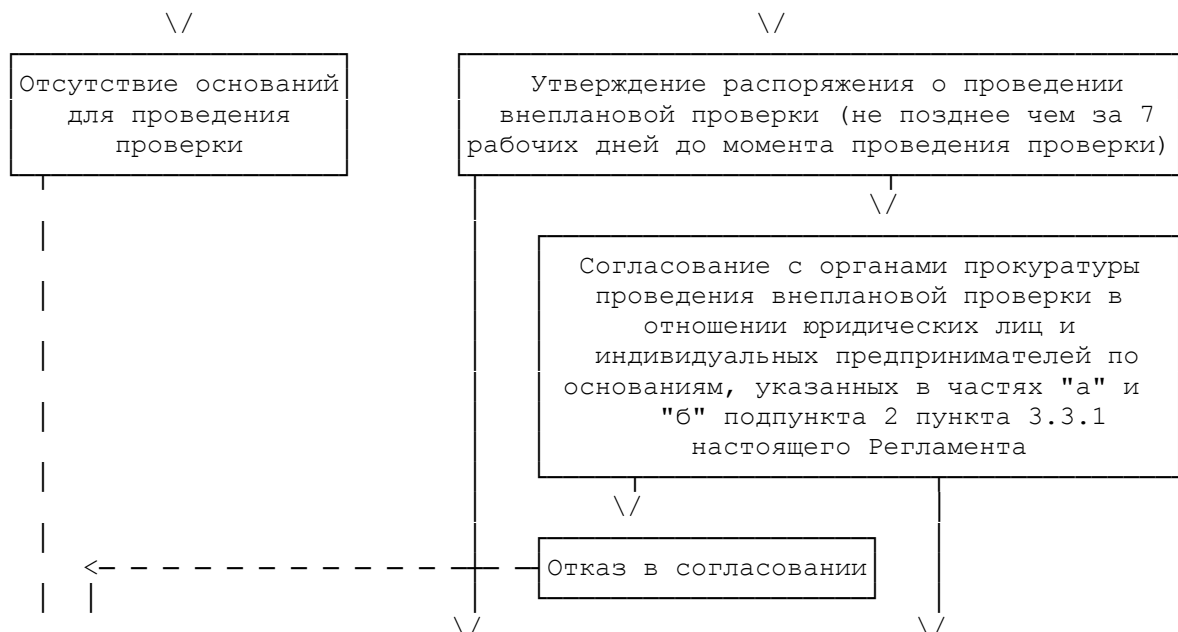 Отсутствие оснований
для проведения
проверки
Утверждение распоряжения о проведении
внеплановой проверки (не позднее чем за 7
рабочих дней до момента проведения проверки)
Согласование с органами прокуратуры
проведения внеплановой проверки в
отношении юридических лиц и
индивидуальных предпринимателей по
основаниям, указанных в частях "а" и
"б" подпункта 2 пункта 3.3.1
настоящего Регламента
Отказ в согласовании